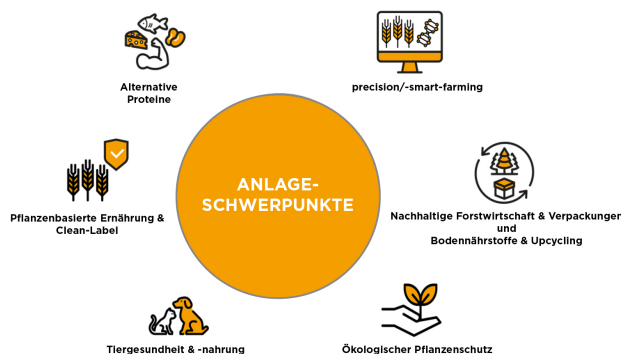 Alternative
Proteine
precision/-smart-farming
ANLAGE-
SCHWERPUNKTE
Pflanzenbasierte Ernährung &
Clean-Label
Nachhaltige Forstwirtschaft & Verpackungen
und
Bodennährstoffe & Upcycling
Tiergesundheit & -nahrung
Ökologischer Pflanzenschutz